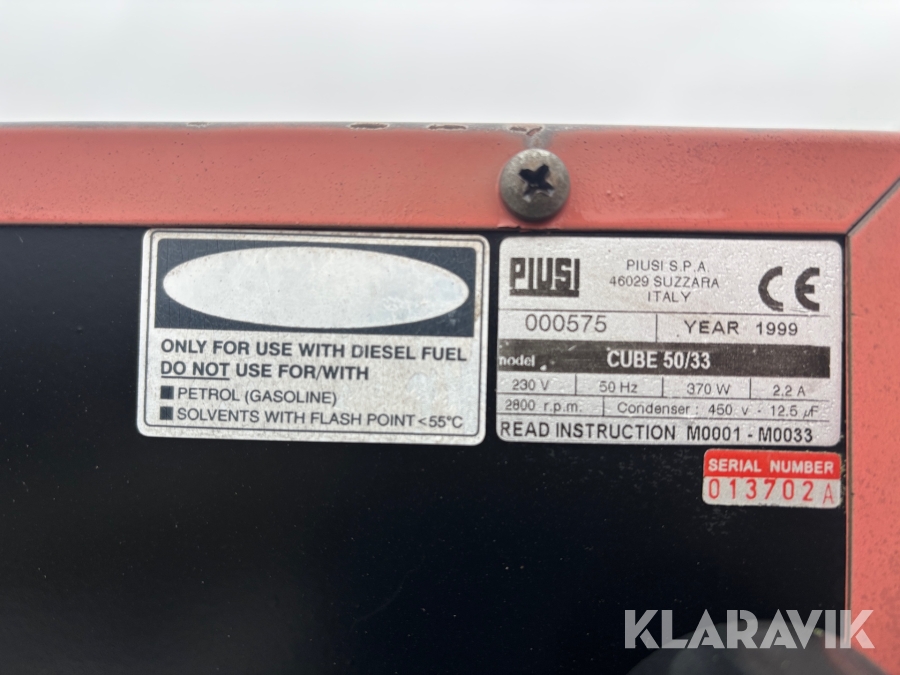 ONLY FOR USE WITH DIESEL FUEL
DO NOT USE FOR/WITH
■ PETROL (GASOLINE)
■ SOLVENTS WITH FLASH POINT <55°C
PIUSI
PIUSI S.P.A.
46029 SUZZARA
ITALY
CE
000575 YEAR 1999
model CUBE 50/33
230 V 50 Hz 370 W 2.2 A
2800 r.p.m. Condenser : 450 v - 12.5 µF
READ INSTRUCTION M0001 - M0033
SERIAL NUMBER
013702A
KLARAVIK